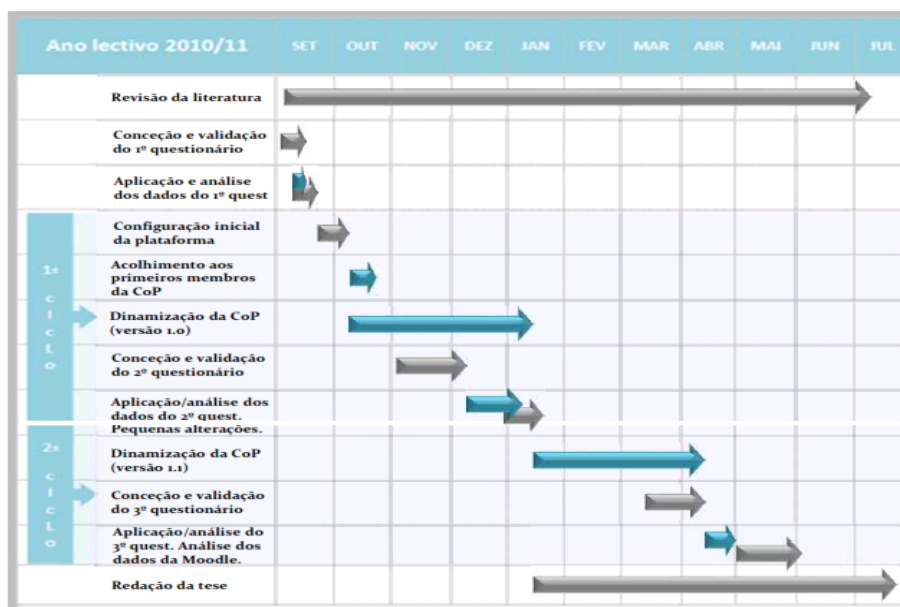 Ano lectivo 2010/11 SET OUT NOV DEZ JAN FEV MAR ABR MAI JUN JUL
Revisão da literatura
Conceção e validação
do 1º questionário
Aplicação e análise
dos dados do 1º quest
1º ciclo
Configuração inicial
da plataforma
Acolhimento aos
primeiros membros
da CoP
Dinamização da CoP
(versão 1.0)
Conceção e validação
do 2º questionário
Aplicação/análise dos
dados do 2º quest.
Pequenas alterações.
2º ciclo
Dinamização da CoP
(versão 1.1)
Conceção e validação
do 3º questionário
Aplicação/análise do
3º quest. Análise dos
dados da Moodle.
Redação da tese